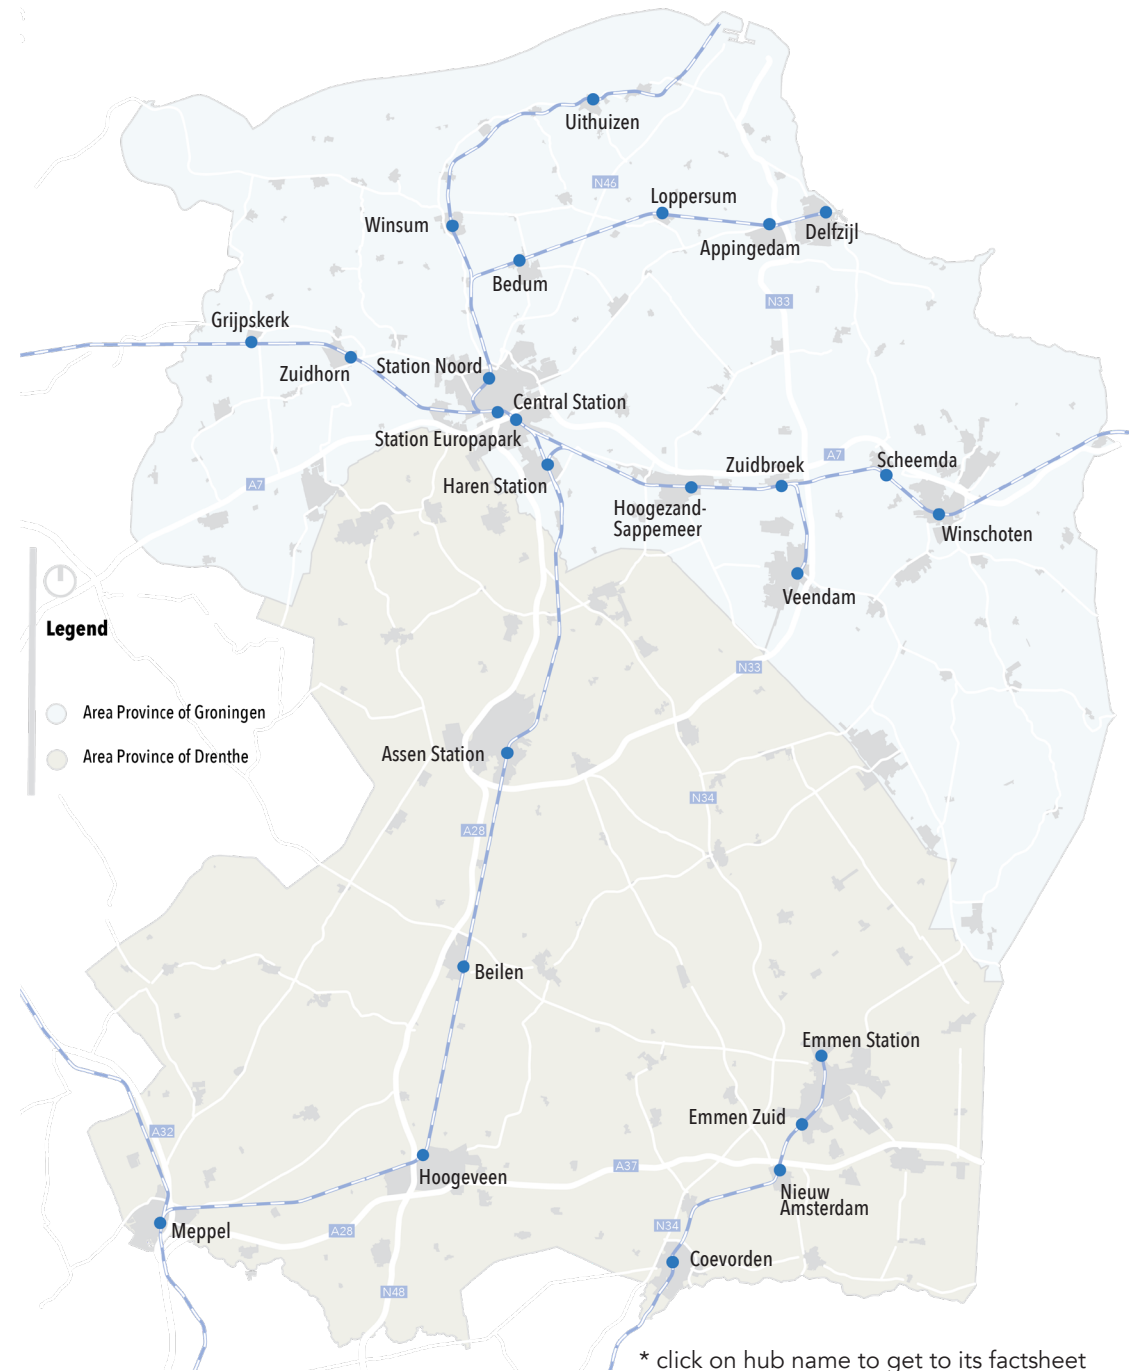 Uithuizen
N46
Loppersum
Winsum
Appingedam
Delfzijl
Bedum
N33
Grijpskerk
Zuidhorn
Station Noord
Central Station
Station Europapark
A7
Zuidbroek
Scheemda
A7
Haren Station
Hoogezand-
Sappemeer
Winschoten
Veendam
Legend
N33
Area Province of Groningen
Area Province of Drenthe
Assen Station
N34
A28
Beilen
Emmen Station
Emmen Zuid
A32
A37
Hoogeveen
Nieuw
Amsterdam
Meppel
A28
N34
Coevorden
N48
* click on hub name to get to its factsheet